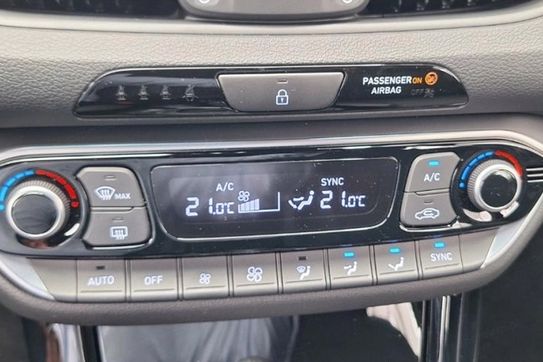 PASSENGER ON
AIRBAG OFF
A/C SYNC
21.0°C 21.0°C
MAX
A/C
AUTO OFF SYNC